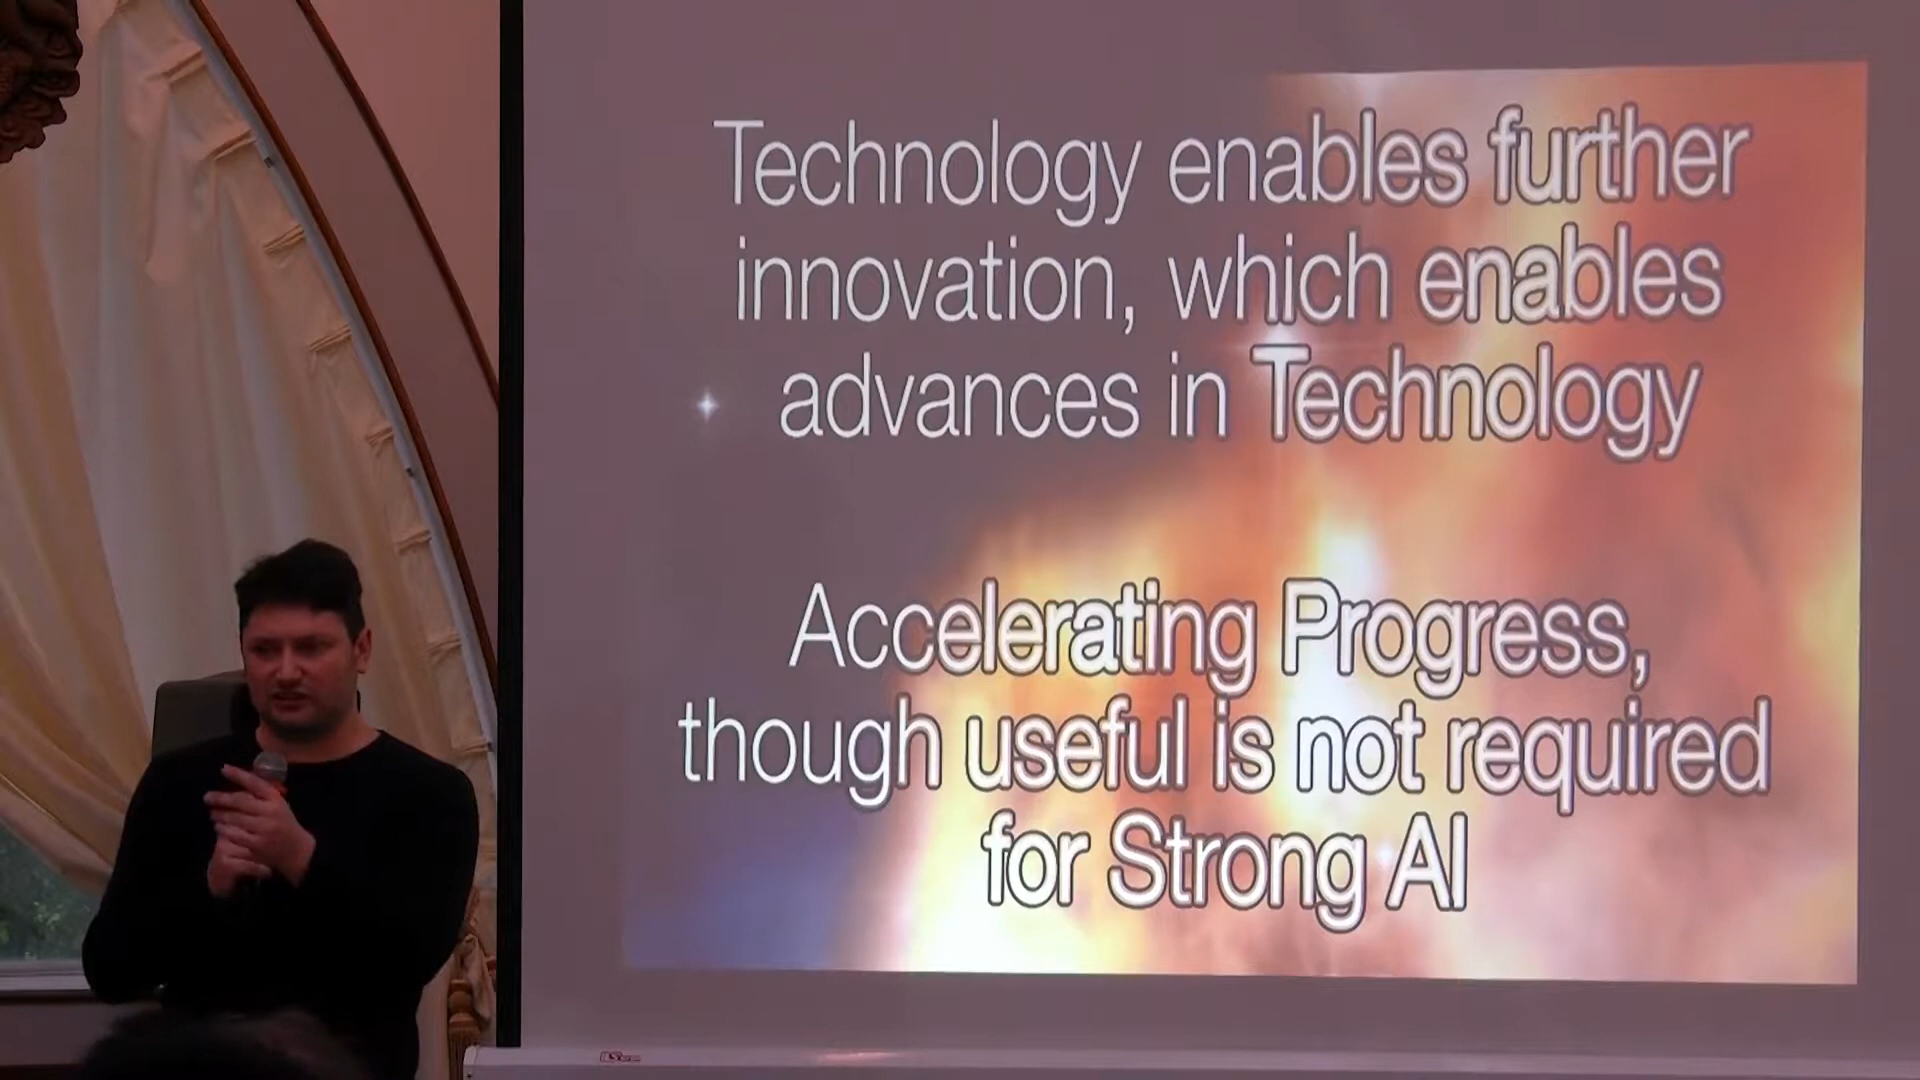 Technology enables further
innovation, which enables
advances in Technology
Accelerating Progress,
though useful is not required
for Strong AI